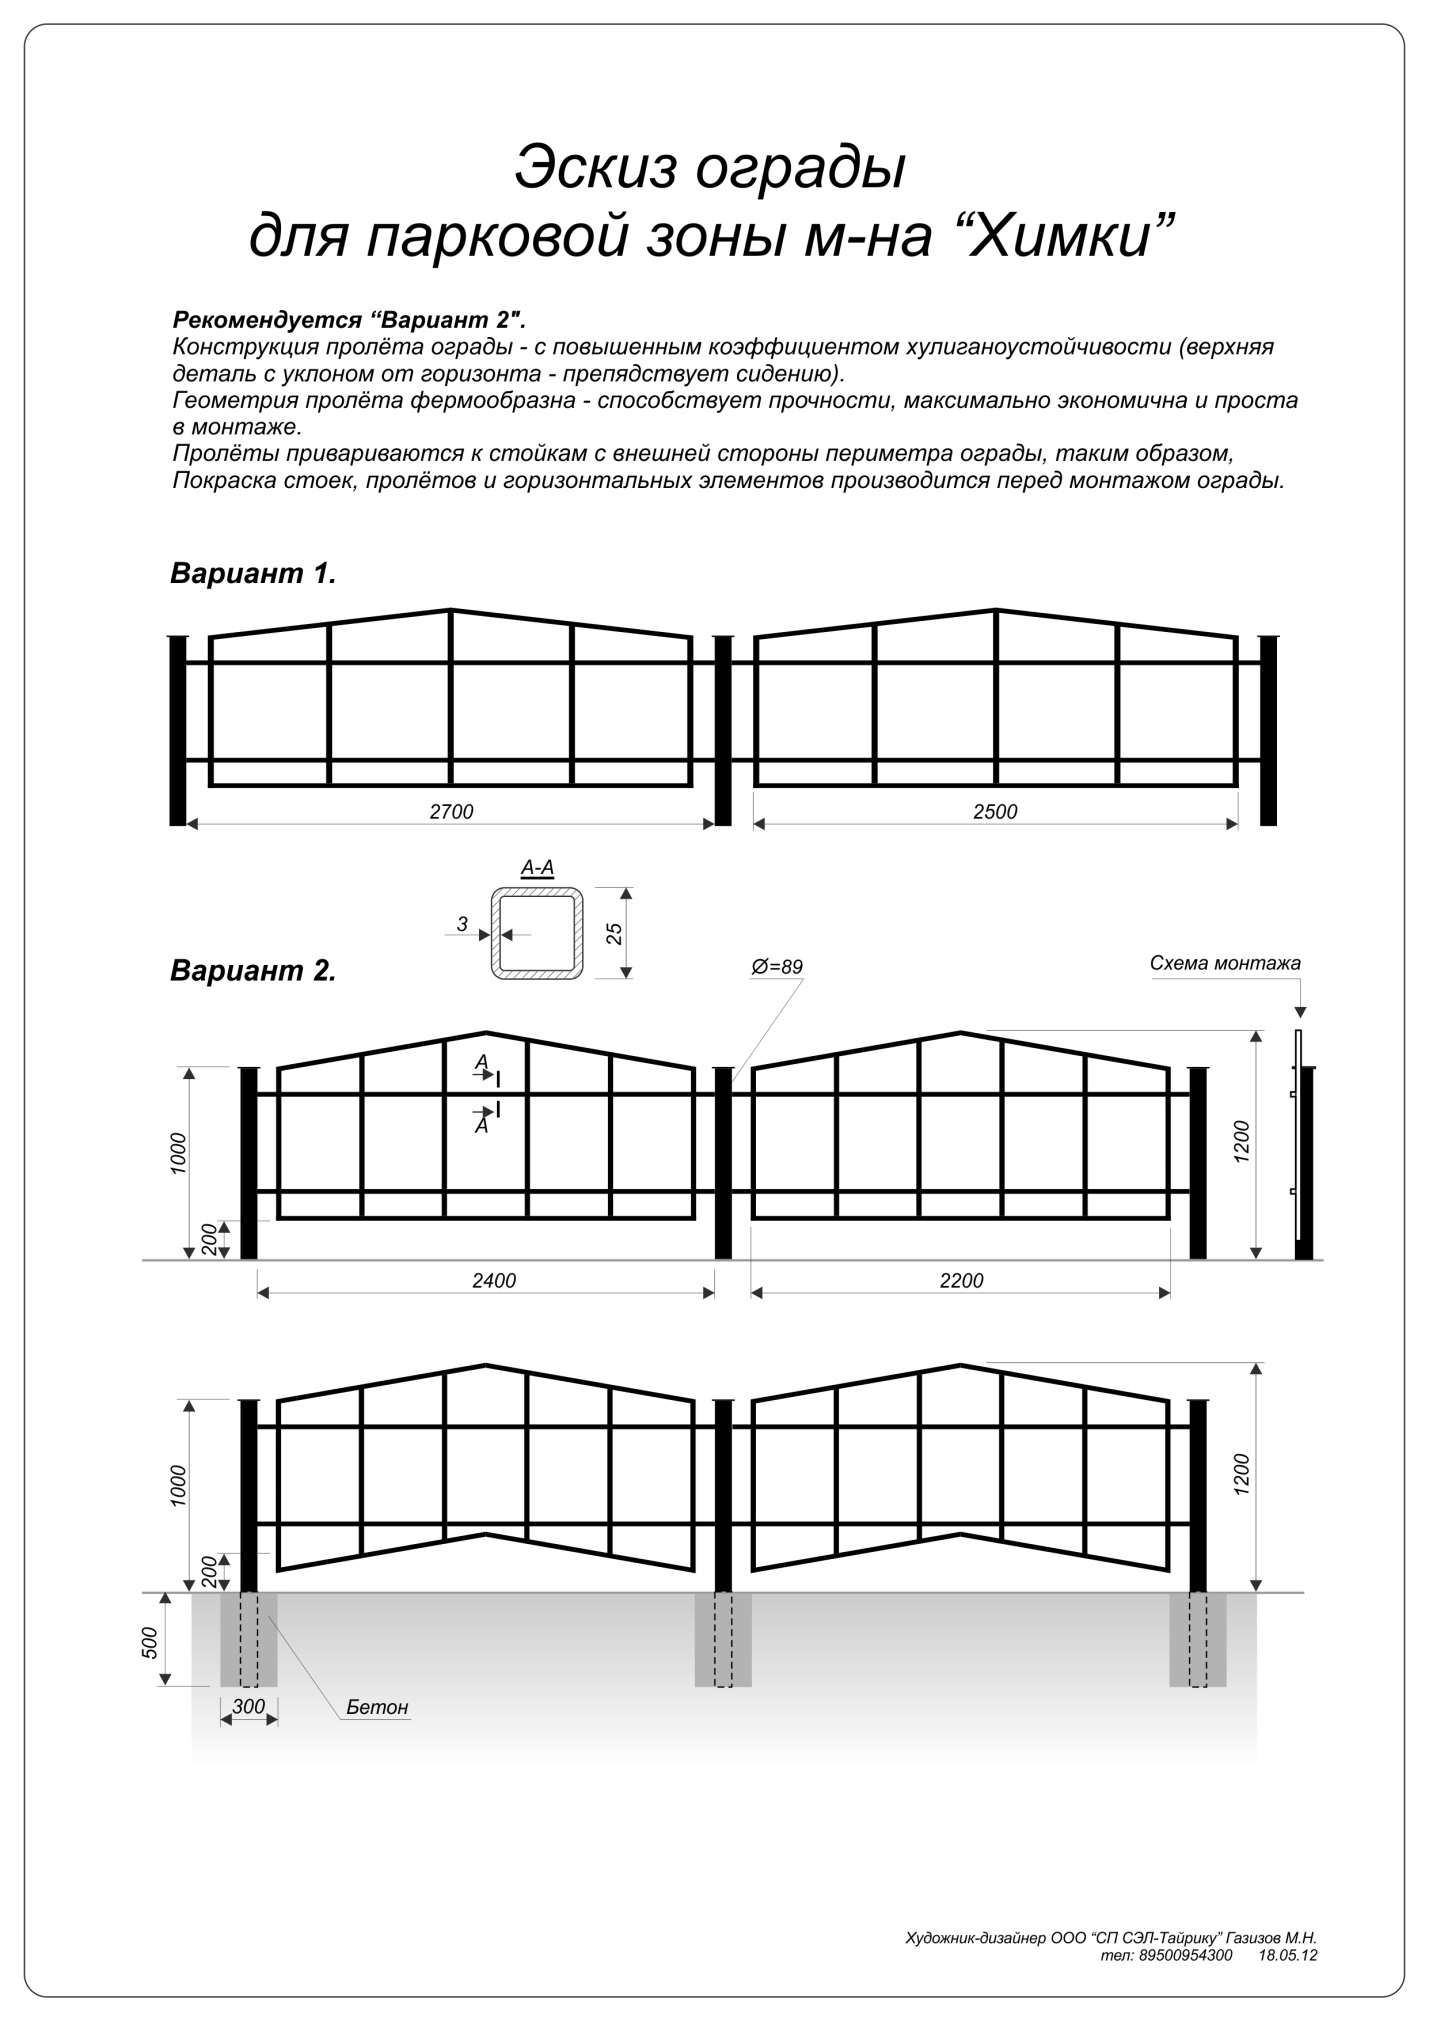 Эскиз ограды
для парковой зоны м-на “Химки”
Рекомендуется “Вариант 2".
Конструкция пролёта ограды - с повышенным коэффициентом хулиганоустойчивости (верхняя
деталь с уклоном от горизонта - препядствует сидению).
Геометрия пролёта фермообразна - способствует прочности, максимально экономична и проста
в монтаже.
Пролёты привариваются к стойкам с внешней стороны периметра ограды, таким образом,
Покраска стоек, пролётов и горизонтальных элементов производится перед монтажом ограды.
Вариант 1.
2700
2500
А-А
3
25
Вариант 2.
Ø=89
Схема монтажа
А
А
1000
200
1200
2400
2200
1000
200
1200
500
300
Бетон
Художник-дизайнер ООО “СП СЭЛ-Тайрику” Газизов М.Н.
тел: 89500954300 18.05.12